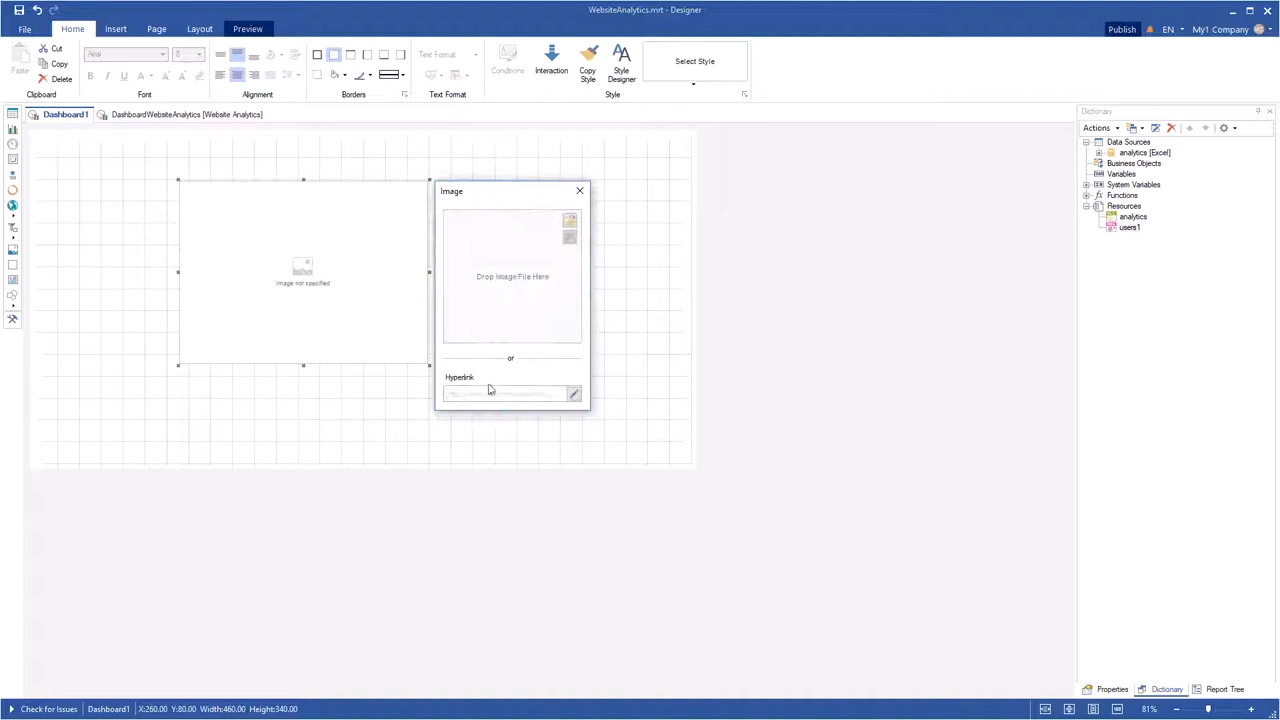 WebsiteAnalytics.mrt - Designer
File Home Insert Page Layout Preview
Publish EN My1 Company
Paste
Cut
Copy
Delete
Clipboard
Arial 8
B I U A A A
Font
Alignment
Borders
Text Format
Text Format
Conditions
Interaction
Copy
Style
Style
Designer
Select Style
Style
Dashboard1 DashboardWebsiteAnalytics [Website Analytics]
Image not specified
Image
Drop Image File Here
or
Hyperlink
Dictionary
Actions
Data Sources
analytics [Excel]
Business Objects
Variables
System Variables
fx Functions
Resources
analytics
users1
Properties Dictionary Report Tree
Check for Issues Dashboard1 X:260.00 Y:80.00 Width:460.00 Height:340.00 81%